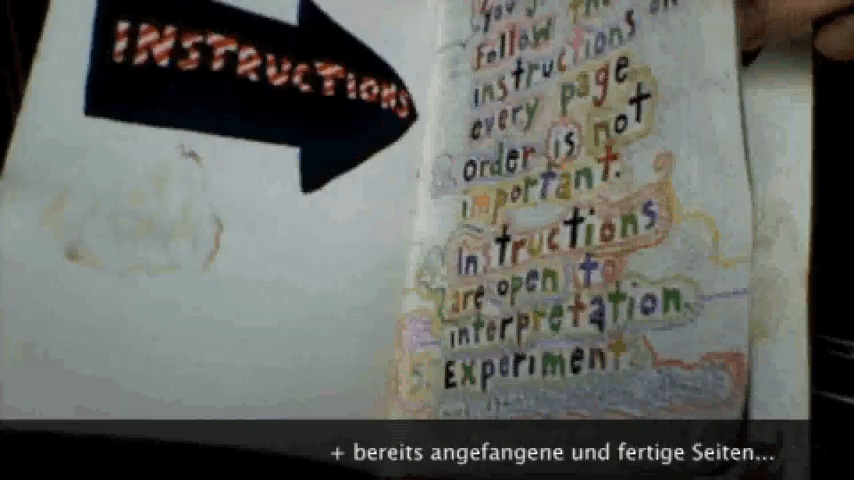 INSTRUCTIONS
Follow the
instructions on
every page
order is not
important.
Instructions
are open to
interpretation.
5. Experiment.
+ bereits angefangene und fertige Seiten...